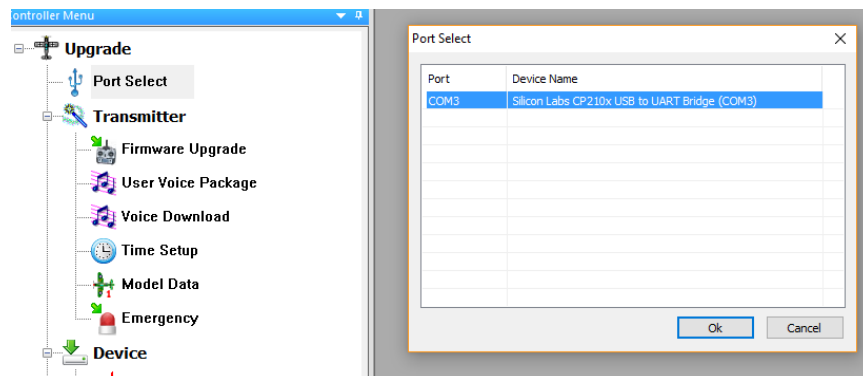 ontroller Menu
Upgrade
Port Select
Transmitter
Firmware Upgrade
User Voice Package
Voice Download
Time Setup
Model Data
1
Emergency
Device
Port Select
Port Device Name
COM3 Silicon Labs CP210x USB to UART Bridge (COM3)
Ok Cancel